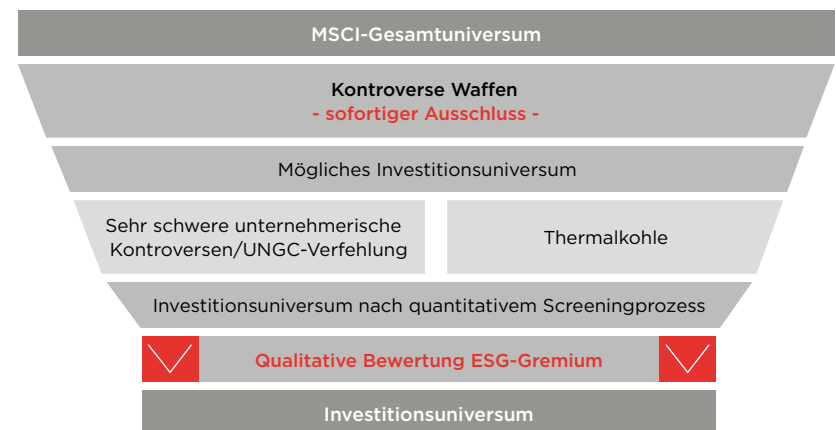 MSCI-Gesamtuniversum
Kontroverse Waffen
- sofortiger Ausschluss -
Mögliches Investitionsuniversum
Sehr schwere unternehmerische
Kontroversen/UNGC-Verfehlung
Thermalkohle
Investitionsuniversum nach quantitativem Screeningprozess
Qualitative Bewertung ESG-Gremium
Investitionsuniversum